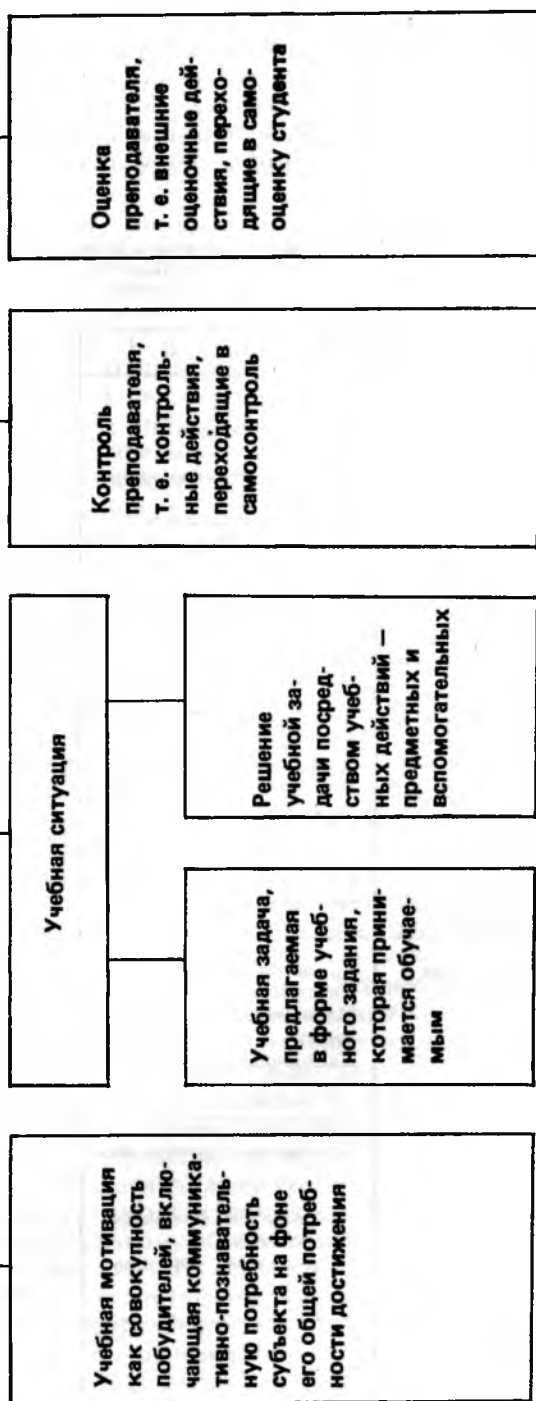 Учебная мотивация
как совокупность
побудителей, вклю-
чающая коммуника-
тивно-познаватель-
ную потребность
субъекта на фоне
его общей потреб-
ности достижения
Учебная ситуация
Учебная задача,
предлагаемая
в форме учеб-
ного задания,
которая прини-
мается обучае-
мым
Решение
учебной за-
дачи посред-
ством учеб-
ных действий —
предметных и
вспомогательных
Контроль
преподавателя,
т. е. контроль-
ные действия,
переходящие в
самоконтроль
Оценка
преподавателя,
т. е. внешние
оценочные дей-
ствия, перехо-
дящие в само-
оценку студента